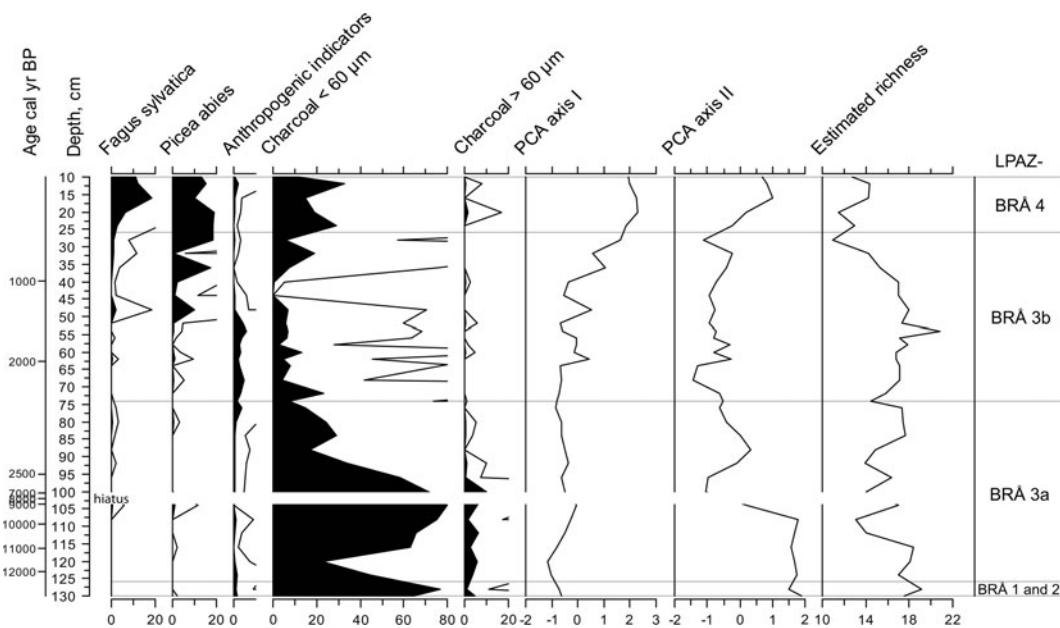 Age cal yr BP
Depth, cm
Fagus sylvatica
Picea abies
Anthropogenic indicators
Charcoal < 60 µm
Charcoal > 60 µm
PCA axis I
PCA axis II
Estimated richness
LPAZ-
10
15
20
25
30
35
40
45
50
55
60
65
70
75
80
85
90
95
100
105
110
115
120
125
130
1000
2000
2500
7000
9000
10000
11000
12000
hiatus
BRÅ 4
BRÅ 3b
BRÅ 3a
BRÅ 1 and 2
0 20
0 20
0
0 20 40 60 80
0 20
-2 -1 0 1 2 3
-2 -1 0 1 2
10 14 18 22